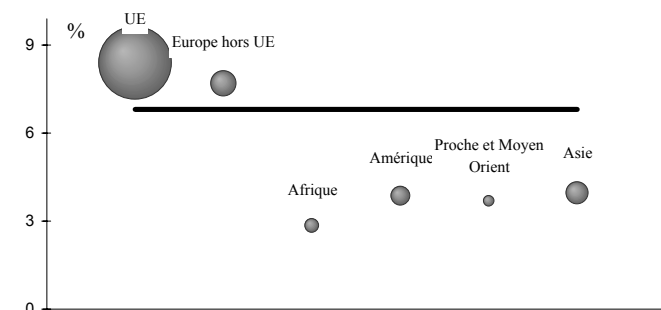 UE
%
Europe hors UE
9
6
Proche et Moyen
Orient
Amérique
Asie
Afrique
3
0